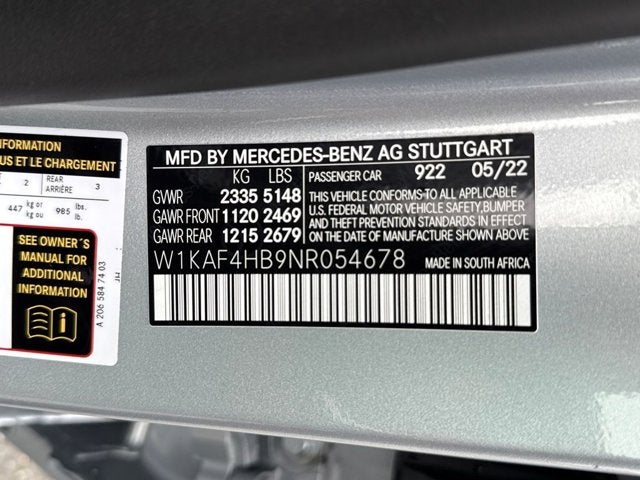 INFORMATION
US ET LE CHARGEMENT
2 REAR 3
ARRIÈRE
447 kg or 985 lbs.
kg ou lb.
SEE OWNER´S
MANUAL FOR
ADDITIONAL
INFORMATION
A 206 584 74 03
MFD BY MERCEDES-BENZ AG STUTTGART
KG LBS PASSENGER CAR 922 05/22
GVWR 2335 5148
GAWR FRONT 1120 2469
GAWR REAR 1215 2679
THIS VEHICLE CONFORMS TO ALL APPLICABLE
U.S. FEDERAL MOTOR VEHICLE SAFETY, BUMPER
AND THEFT PREVENTION STANDARDS IN EFFECT
ON THE DATE OF MANUFACTURE SHOWN ABOVE.
W1KAF4HB9NR054678 MADE IN SOUTH AFRICA